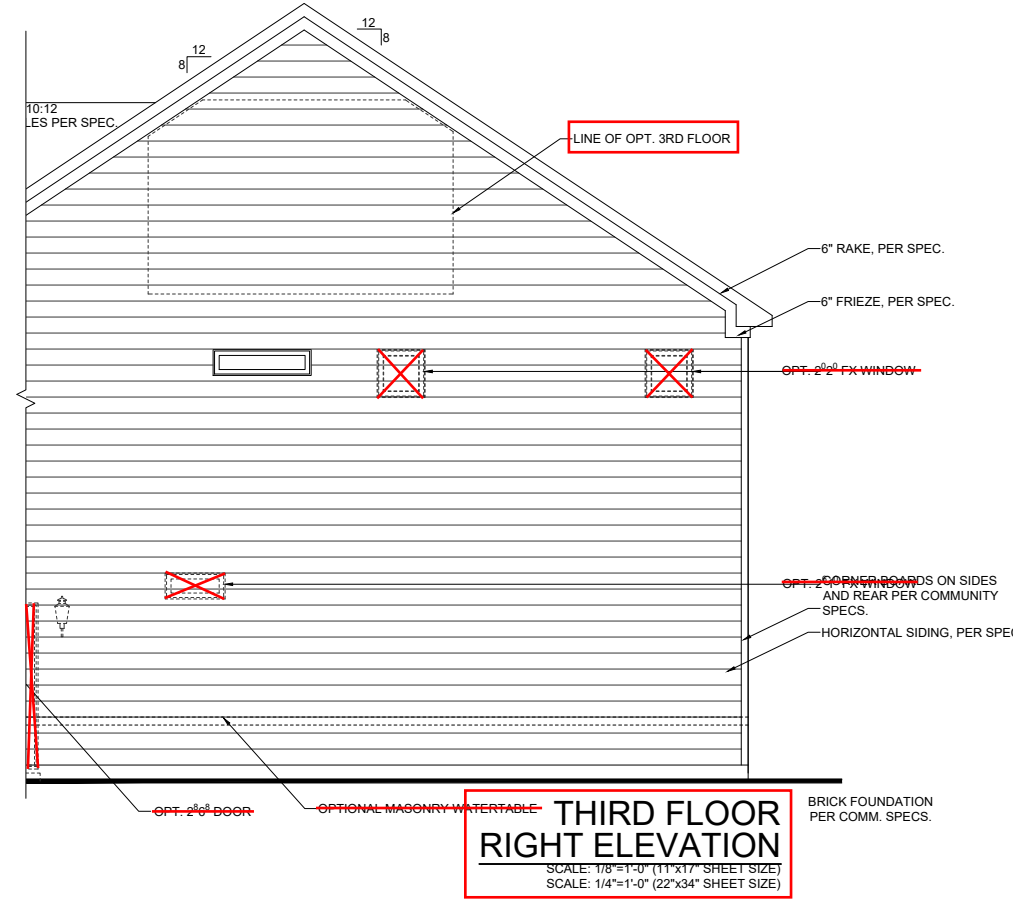 12
8
12
8
10:12
LES PER SPEC.
LINE OF OPT. 3RD FLOOR
6" RAKE, PER SPEC.
6" FRIEZE, PER SPEC.
OPT. 2⁰2⁰ FX WINDOW
OPT. FX WINDOW
CORNER BOARDS ON SIDES
AND REAR PER COMMUNITY
SPECS.
HORIZONTAL SIDING, PER SPEC
OPT. 2⁸6⁸ DOOR
OPTIONAL MASONRY WATERTABLE
THIRD FLOOR
RIGHT ELEVATION
SCALE: 1/8"=1'-0" (11"x17" SHEET SIZE)
SCALE: 1/4"=1'-0" (22"x34" SHEET SIZE)
BRICK FOUNDATION
PER COMM. SPECS.